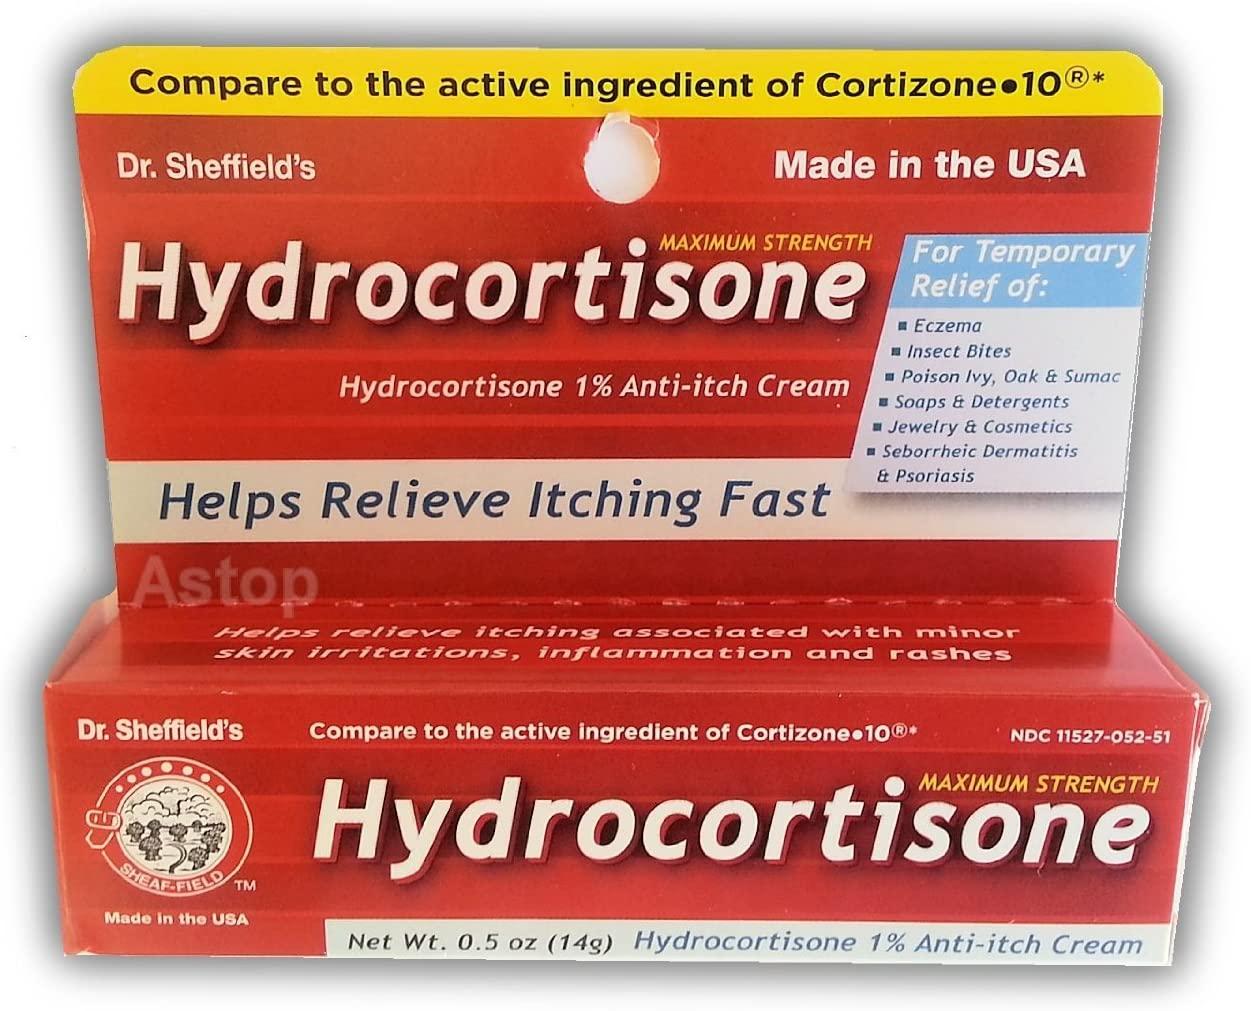 Compare to the active ingredient of Cortizone•10®*
Dr. Sheffield's
Made in the USA
MAXIMUM STRENGTH
Hydrocortisone
Hydrocortisone 1% Anti-itch Cream
For Temporary
Relief of:
■ Eczema
■ Insect Bites
■ Poison Ivy, Oak & Sumac
■ Soaps & Detergents
■ Jewelry & Cosmetics
■ Seborrheic Dermatitis
& Psoriasis
Helps Relieve Itching Fast
Astop
Helps relieve itching associated with minor
skin irritations, inflammation and rashes
Dr. Sheffield's
Compare to the active ingredient of Cortizone•10®*
NDC 11527-052-51
MAXIMUM STRENGTH
Hydrocortisone
SHEAF-FIELD TM
Made in the USA
Net Wt. 0.5 oz (14g) Hydrocortisone 1% Anti-itch Cream